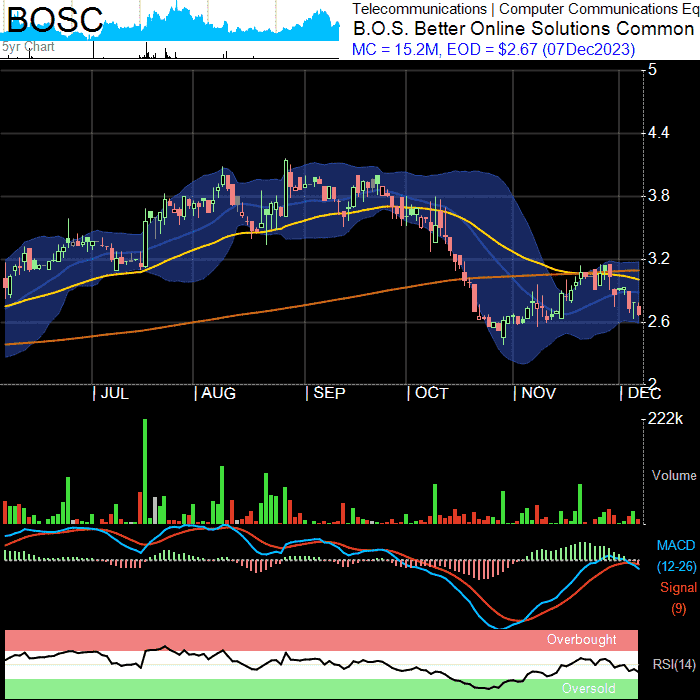 BOSC
5yr Chart
Telecommunications | Computer Communications Eq
B.O.S. Better Online Solutions Common
MC = 15.2M, EOD = $2.67 (07Dec2023)
5
4.4
3.8
3.2
2.6
2
JUL
AUG
SEP
OCT
NOV
DEC
222k
Volume
MACD
(12-26)
Signal
(9)
Overbought
RSI(14)
Oversold